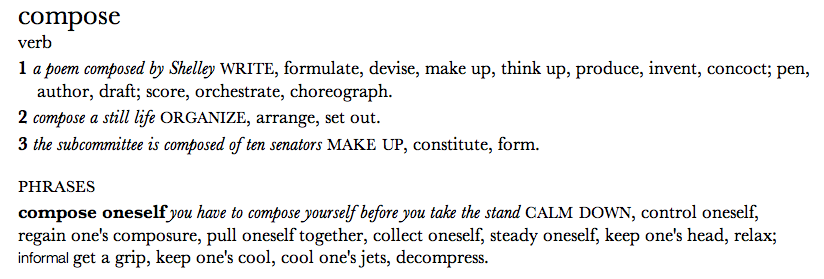 compose
verb
1 a poem composed by Shelley WRITE, formulate, devise, make up, think up, produce, invent, concoct; pen,
author, draft; score, orchestrate, choreograph.
2 compose a still life ORGANIZE, arrange, set out.
3 the subcommittee is composed of ten senators MAKE UP, constitute, form.
PHRASES
compose oneself you have to compose yourself before you take the stand CALM DOWN, control oneself,
regain one's composure, pull oneself together, collect oneself, steady oneself, keep one's head, relax;
informal get a grip, keep one's cool, cool one's jets, decompress.